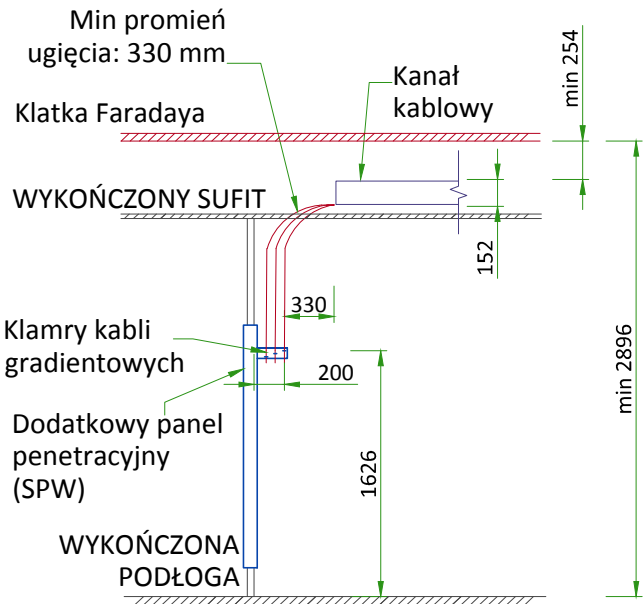 Min promień
ugięcia: 330 mm
Kanał
kablowy
min 254
Klatka Faradaya
WYKOŃCZONY SUFIT
152
330
Klamry kabli
gradientowych
200
min 2896
Dodatkowy panel
penetracyjny
(SPW)
1626
WYKOŃCZONA
PODŁOGA